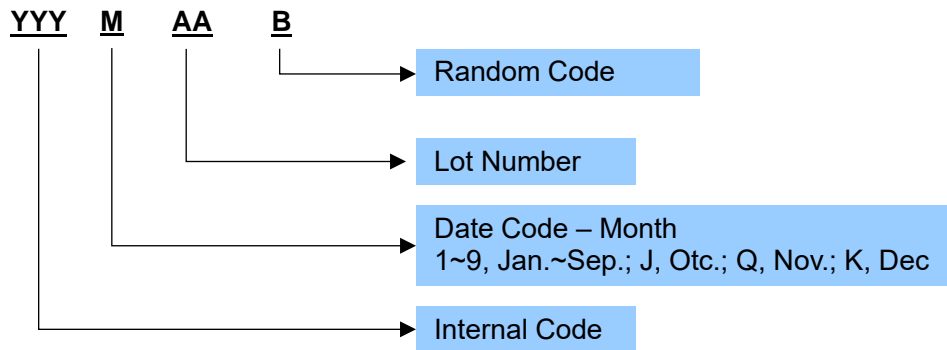 YYY M AA B
Random Code
Lot Number
Date Code – Month
1~9, Jan.~Sep.; J, Otc.; Q, Nov.; K, Dec
Internal Code